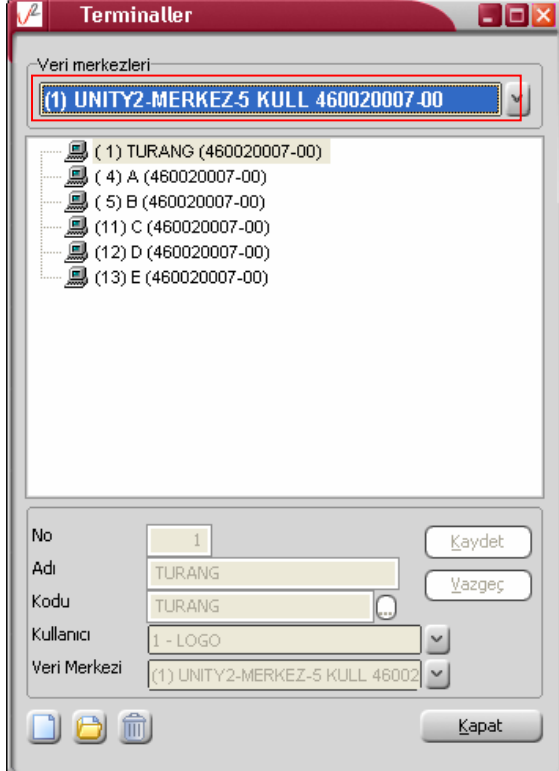 Terminaller
Veri merkezleri
(1) UNITY2-MERKEZ-5 KULL 460020007-00
( 1) TURANG (460020007-00)
( 4) A (460020007-00)
( 5) B (460020007-00)
(11) C (460020007-00)
(12) D (460020007-00)
(13) E (460020007-00)
No 1 Kaydet
Adı TURANG
Vazgeç
Kodu TURANG ...
Kullanıcı 1 - LOGO
Veri Merkezi (1) UNITY2-MERKEZ-5 KULL 46002
Kapat